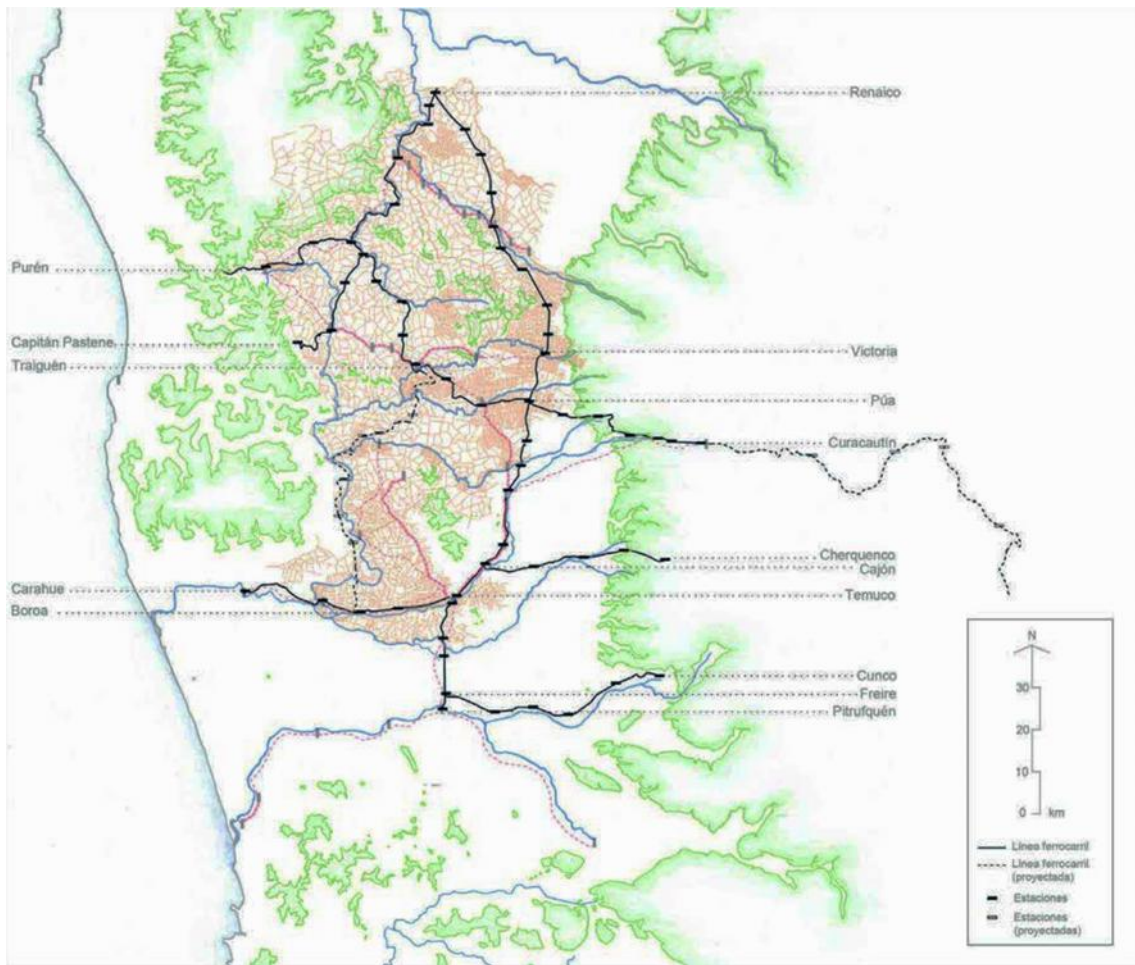 Renaico
Purén
Capitán Pastene
Traiguén
Victoria
Púa
Curacautín
Cherquenco
Cajón
Carahue
Boroa
Temuco
Cunco
Freire
Pitrufquén
N
30
20
10
0 km
Línea ferrocarril
Línea ferrocarril
(proyectada)
Estaciones
Estaciones
(proyectadas)